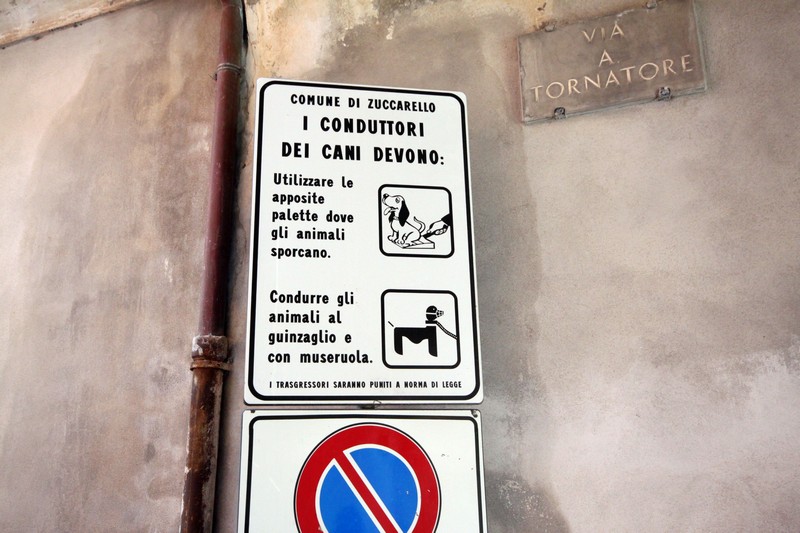 VIA
A.
TORNATORE
COMUNE DI ZUCCARELLO
I CONDUTTORI
DEI CANI DEVONO:
Utilizzare le
apposite
palette dove
gli animali
sporcano.
Condurre gli
animali al
guinzaglio e
con museruola.
I TRASGRESSORI SARANNO PUNITI A NORMA DI LEGGE